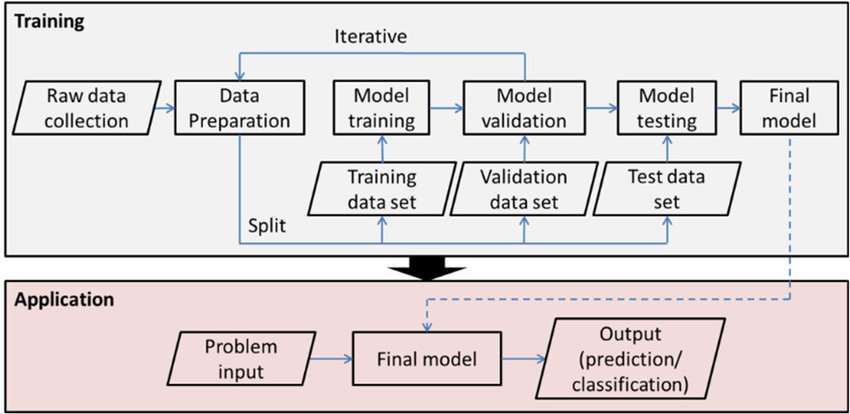 Training
Iterative
Raw data
collection
Data
Preparation
Model
training
Model
validation
Model
testing
Final
model
Training
data set
Validation
data set
Test data
set
Split
Application
Problem
input
Final model
Output
(prediction/
classification)